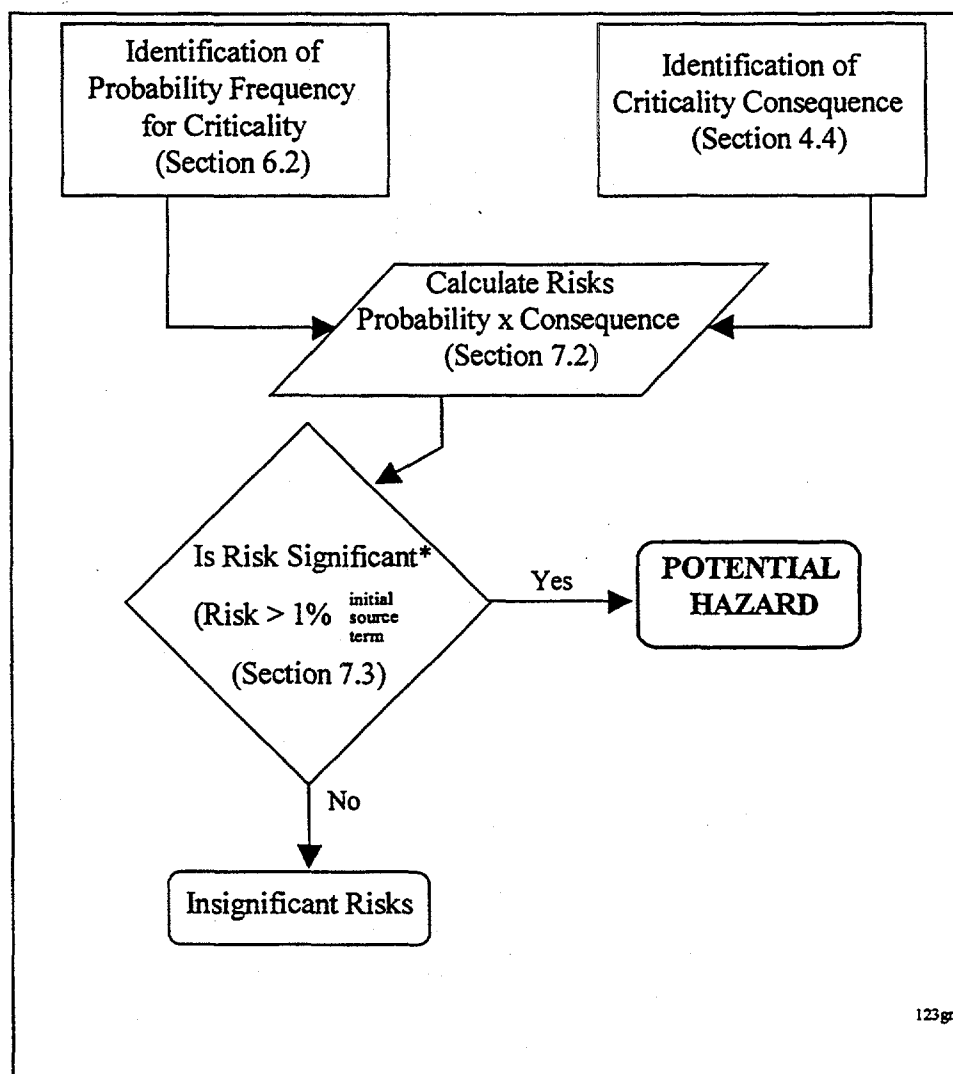 Identification of
Probability Frequency
for Criticality
(Section 6.2)
Identification of
Criticality Consequence
(Section 4.4)
Calculate Risks
Probability x Consequence
(Section 7.2)
Is Risk Significant*
(Risk > 1% initial
source
term
(Section 7.3)
Yes
POTENTIAL
HAZARD
No
Insignificant Risks